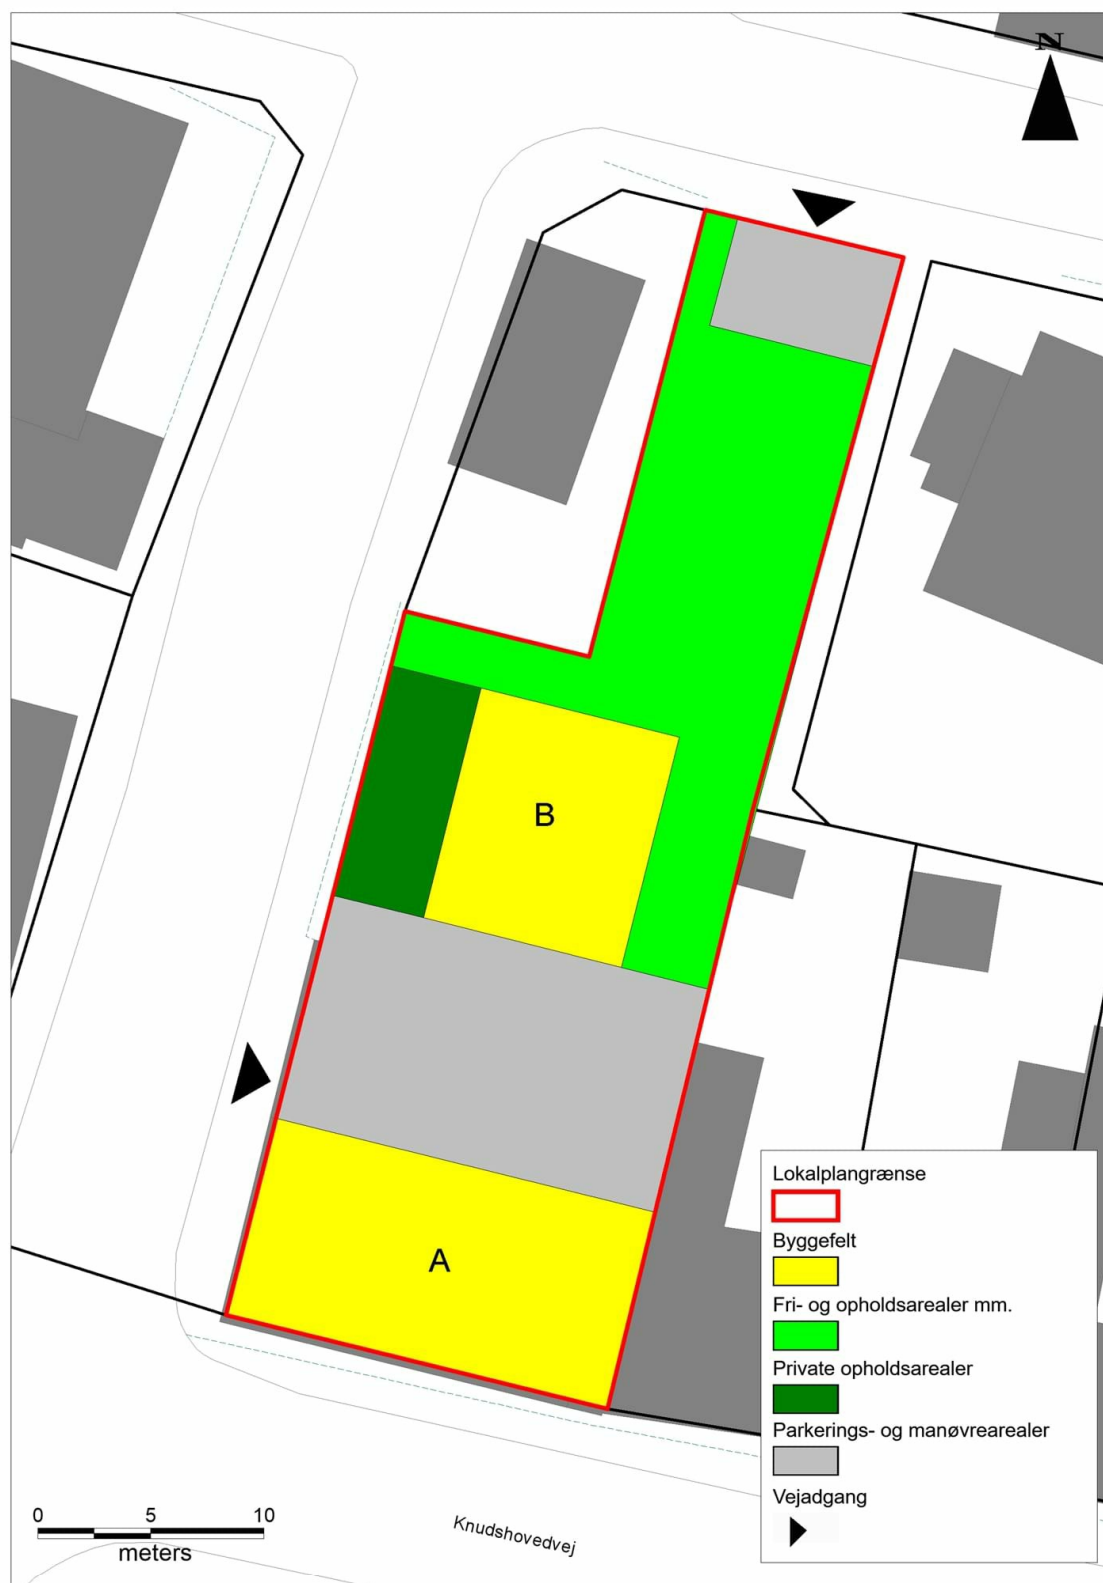 N
B
A
Lokalplangrænse
Byggefelt
Fri- og opholdsarealer mm.
Private opholdsarealer
Parkerings- og manøvrearealer
Vejadgang
0 5 10
meters
Knudshovedvej